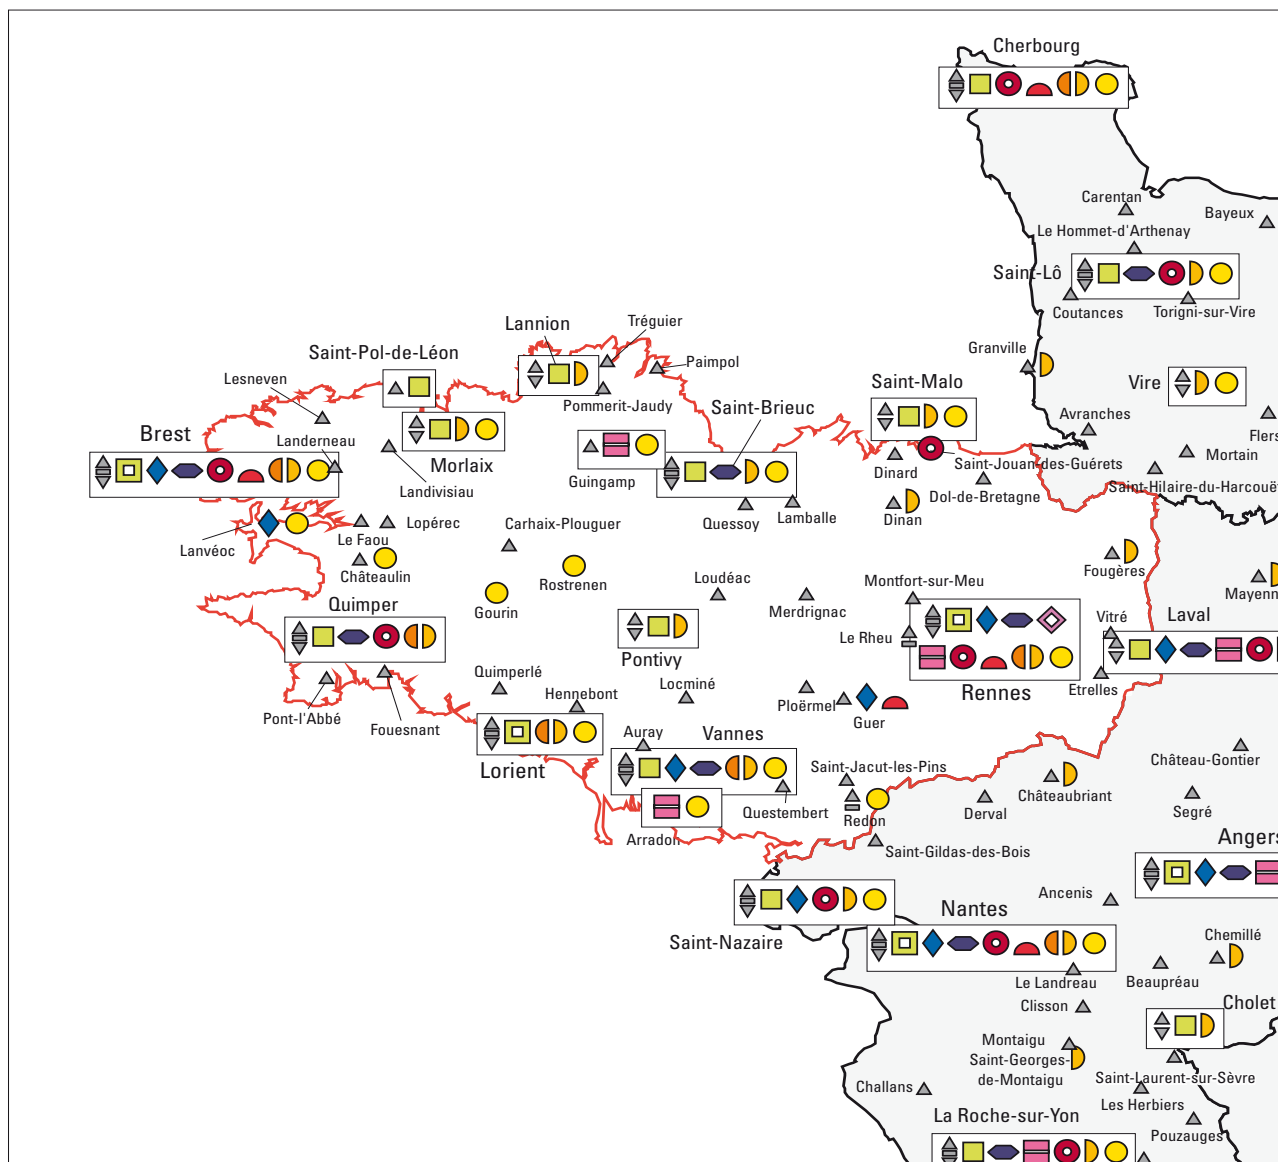 Cherbourg
Carentan
Bayeux
Le Hommet-d'Arthenay
Saint-Lô
Coutances
Torigni-sur-Vire
Lannion
Tréguier
Saint-Pol-de-Léon
Granville
Paimpol
Lesneven
Saint-Malo
Vire
Pommerit-Jaudy
Saint-Brieuc
Avranches
Brest
Flers
Landerneau
Morlaix
Guingamp
Dinard
Saint-Jouan-des-Guérets
Mortain
Landivisiau
Dol-de-Bretagne
Saint-Hilaire-du-Harcouët
Quessoy
Lamballe
Dinan
Lopérec
Carhaix-Plouguer
Le Faou
Lanvéoc
Châteaulin
Fougères
Rostrenen
Loudéac
Montfort-sur-Meu
Mayenn
Quimper
Gourin
Merdrignac
Vitré
Laval
Le Rheu
Pontivy
Quimperlé
Locminé
Rennes
Etrelles
Hennebont
Ploërmel
Pont-l'Abbé
Guer
Fouesnant
Auray
Vannes
Château-Gontier
Lorient
Saint-Jacut-les-Pins
Châteaubriant
Questembert
Redon
Derval
Segré
Arradon
Angers
Saint-Gildas-des-Bois
Ancenis
Nantes
Saint-Nazaire
Chemillé
Le Landreau
Beaupréau
Clisson
Cholet
Montaigu
Saint-Georges-
de-Montaigu
Saint-Laurent-sur-Sèvre
Challans
Les Herbiers
La Roche-sur-Yon
Pouzauges